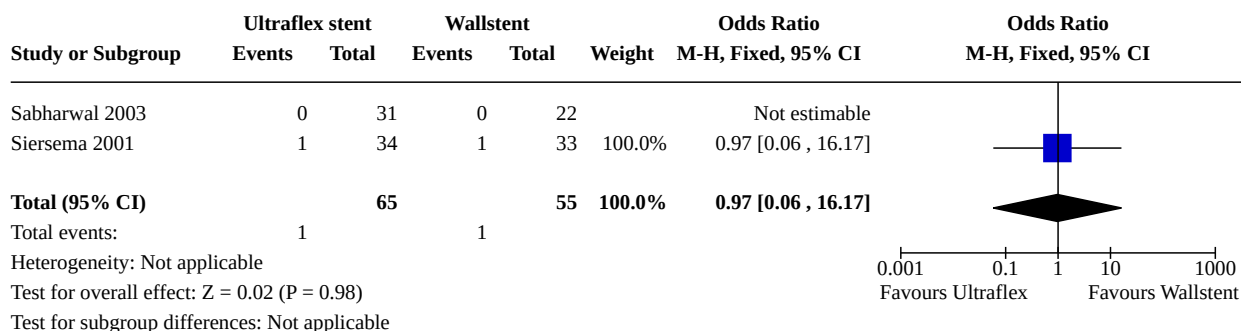 Ultraflex stent Wallstent Odds Ratio Odds Ratio
Study or Subgroup Events Total Events Total Weight M-H, Fixed, 95% CI M-H, Fixed, 95% CI
Sabharwal 2003 0 31 0 22 Not estimable
Siersema 2001 1 34 1 33 100.0% 0.97 [0.06 , 16.17]
Total (95% CI) 65 55 100.0% 0.97 [0.06 , 16.17]
Total events: 1 1
Heterogeneity: Not applicable
0.001 0.1 1 10 1000
Test for overall effect: Z = 0.02 (P = 0.98)
Favours Ultraflex Favours Wallstent
Test for subgroup differences: Not applicable